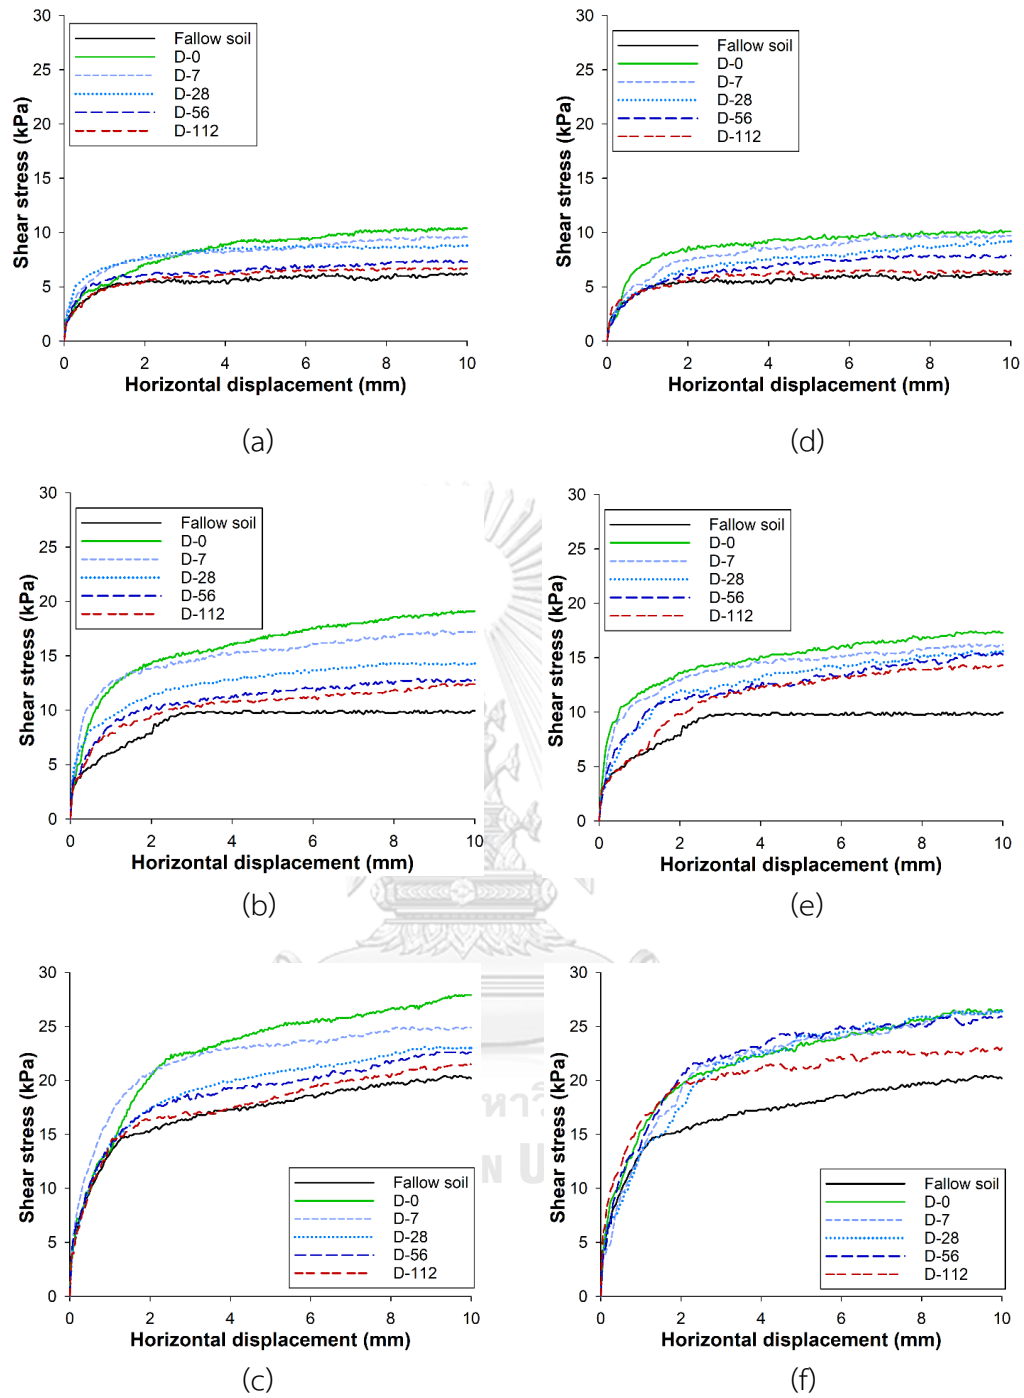 30
25
20
15
10
5
0
Shear stress (kPa)
Fallow soil
D-0
D-7
D-28
D-56
D-112
0 2 4 6 8 10
Horizontal displacement (mm)
(a)
30
25
20
15
10
5
0
Shear stress (kPa)
Fallow soil
D-0
D-7
D-28
D-56
D-112
0 2 4 6 8 10
Horizontal displacement (mm)
(d)
30
25
20
15
10
5
0
Shear stress (kPa)
Fallow soil
D-0
D-7
D-28
D-56
D-112
0 2 4 6 8 10
Horizontal displacement (mm)
(b)
30
25
20
15
10
5
0
Shear stress (kPa)
Fallow soil
D-0
D-7
D-28
D-56
D-112
0 2 4 6 8 10
Horizontal displacement (mm)
(e)
30
25
20
15
10
5
0
Shear stress (kPa)
Fallow soil
D-0
D-7
D-28
D-56
D-112
0 2 4 6 8 10
Horizontal displacement (mm)
(c)
30
25
20
15
10
5
0
Shear stress (kPa)
Fallow soil
D-0
D-7
D-28
D-56
D-112
0 2 4 6 8 10
Horizontal displacement (mm)
(f)